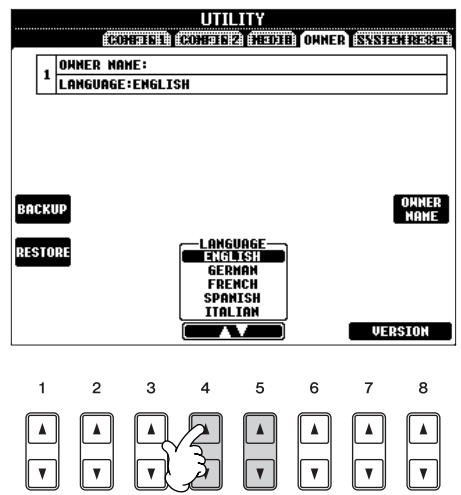 UTILITY
CONFIG 1 CONFIG 2 MEDIA OWNER SYSTEM RESET
1 OWNER NAME:
LANGUAGE:ENGLISH
BACKUP
OWNER
NAME
RESTORE
LANGUAGE
ENGLISH
GERMAN
FRENCH
SPANISH
ITALIAN
VERSION
1 2 3 4 5 6 7 8